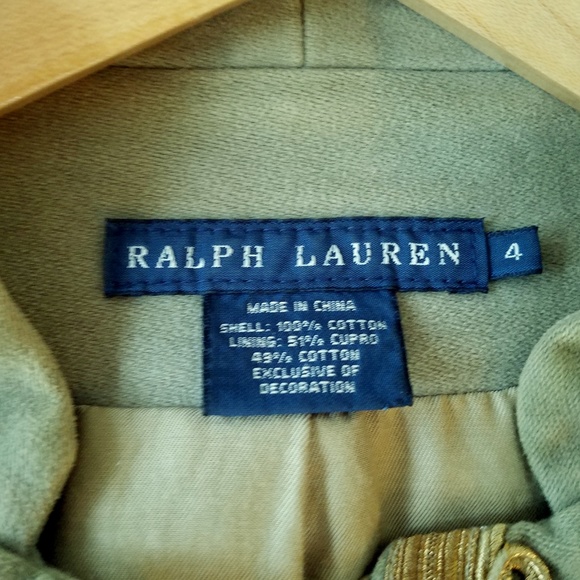 RALPH LAUREN
4
MADE IN CHINA
SHELL: 100% COTTON
LINING: 51% CUPRO
49% COTTON
EXCLUSIVE OF
DECORATION